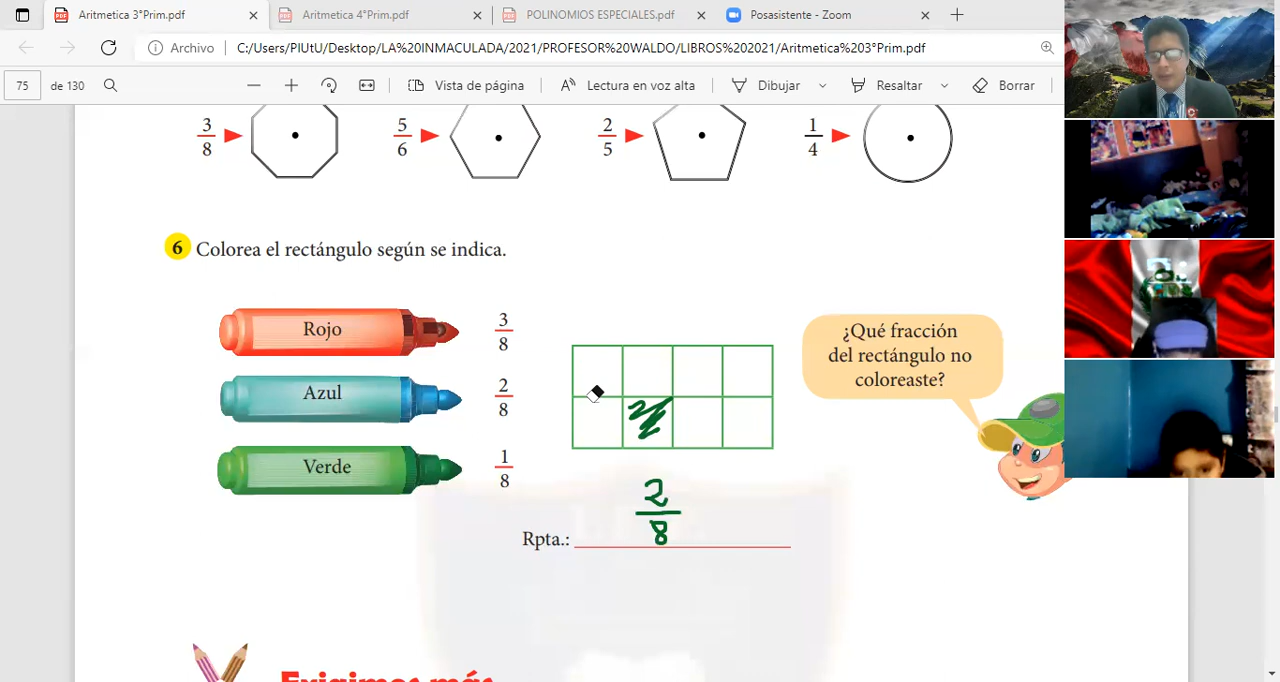 Aritmetica 3°Prim.pdf
Aritmetica 4°Prim.pdf
POLINOMIOS ESPECIALES.pdf
Posasistente - Zoom
Archivo
C:/Users/PIUtU/Desktop/LA%20INMACULADA/2021/PROFESOR%20WALDO/LIBROS%202021/Aritmetica%203°Prim.pdf
75 de 130
Vista de página
Lectura en voz alta
Dibujar
Resaltar
Borrar
3/8
5/6
2/5
1/4
6 Colorea el rectángulo según se indica.
Rojo 3/8
Azul 2/8
Verde 1/8
¿Qué fracción
del rectángulo no
coloreaste?
2/8
Rpta.:
Exigimos más